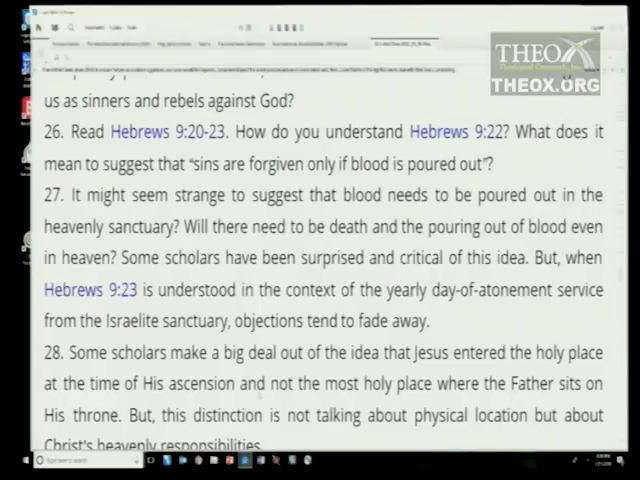 THEOX
THEOX.ORG
us as sinners and rebels against God?
26. Read Hebrews 9:20-23. How do you understand Hebrews 9:22? What does it
mean to suggest that “sins are forgiven only if blood is poured out”?
27. It might seem strange to suggest that blood needs to be poured out in the
heavenly sanctuary? Will there need to be death and the pouring out of blood even
in heaven? Some scholars have been surprised and critical of this idea. But, when
Hebrews 9:23 is understood in the context of the yearly day-of-atonement service
from the Israelite sanctuary, objections tend to fade away.
28. Some scholars make a big deal out of the idea that Jesus entered the holy place
at the time of His ascension and not the most holy place where the Father sits on
His throne. But, this distinction is not talking about physical location but about
Christ's heavenly responsibilities.